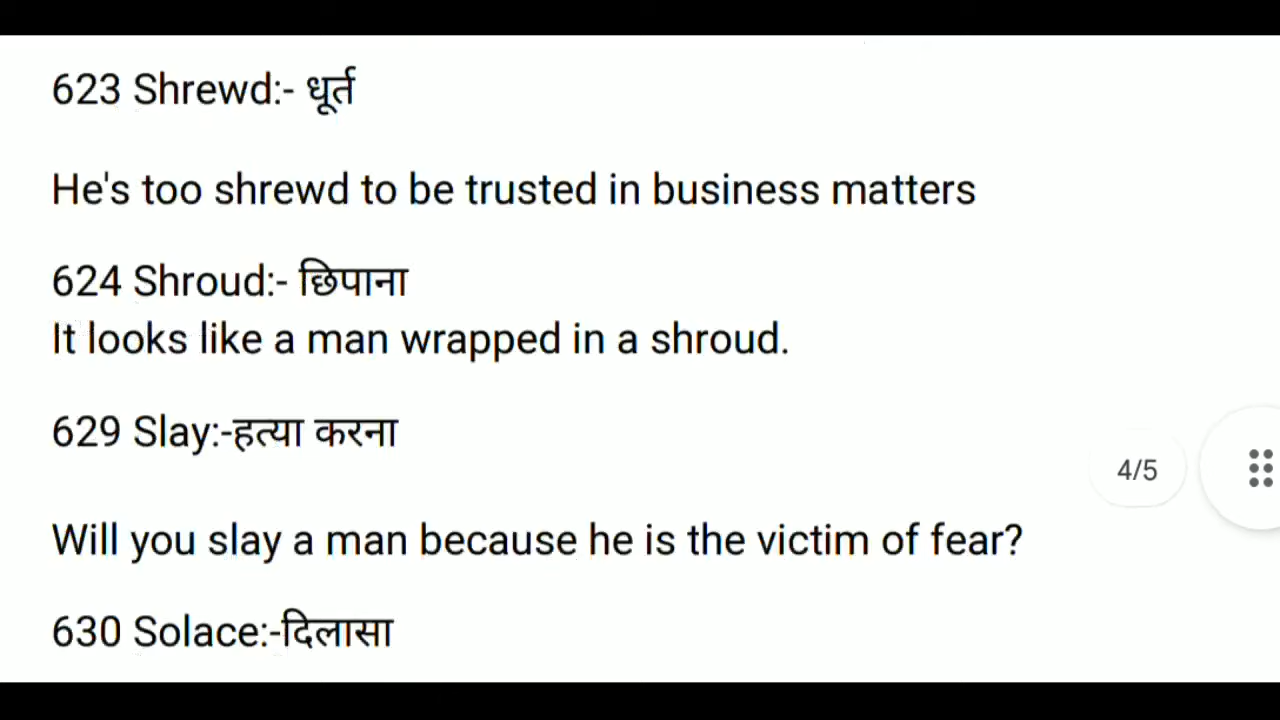 623 Shrewd:- धूर्त
He's too shrewd to be trusted in business matters
624 Shroud:- छिपाना
It looks like a man wrapped in a shroud.
629 Slay:-हत्या करना
4/5
Will you slay a man because he is the victim of fear?
630 Solace:-दिलासा